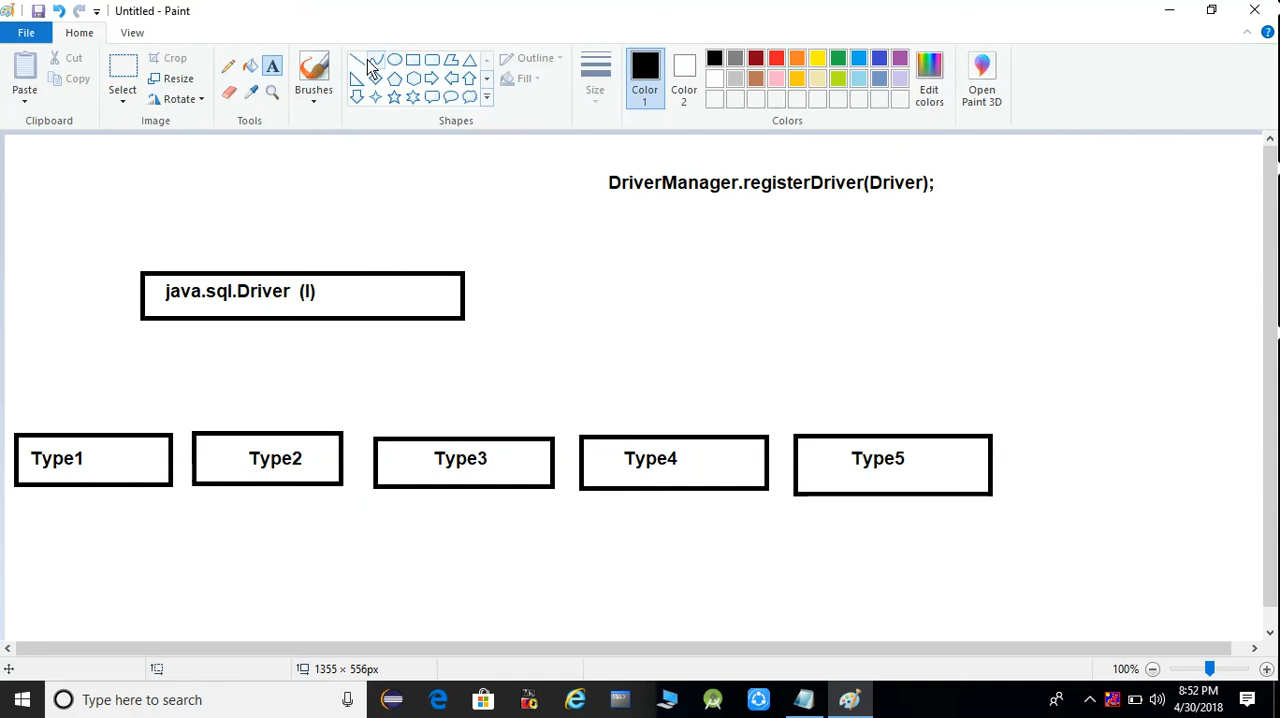 Untitled - Paint
File
Home
View
Paste
Cut
Copy
Clipboard
Select
Crop
Resize
Rotate
Image
A
Tools
Brushes
Outline
Fill
Shapes
Size
Color 1
Color 2
Edit colors
Open Paint 3D
Colors
DriverManager.registerDriver(Driver);
java.sql.Driver (I)
Type1
Type2
Type3
Type4
Type5
1355 × 556px
100%
Type here to search
8:52 PM
4/30/2018